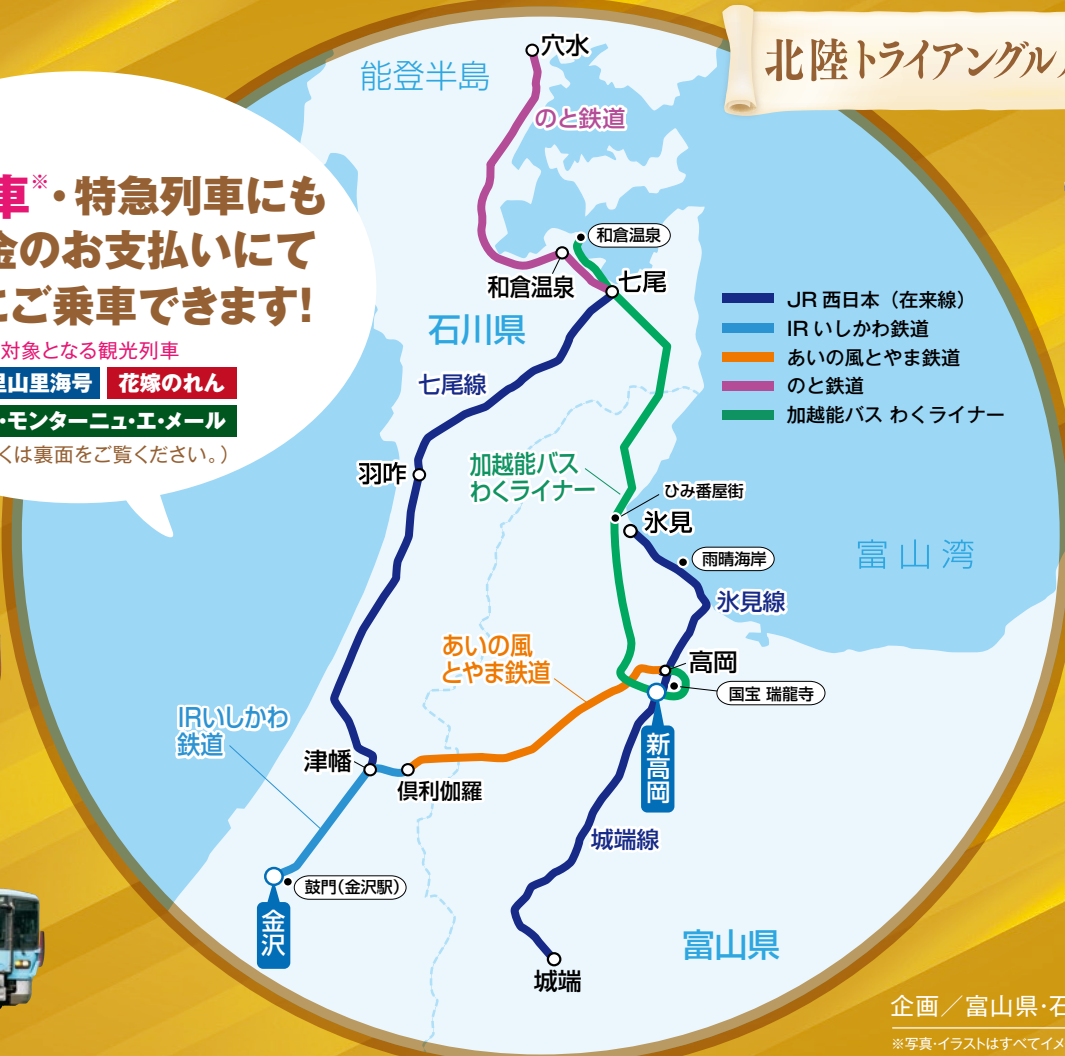 北陸トライアングル
車※・特急列車にも
金のお支払いにて
にご乗車できます!
対象となる観光列車
里山里海号
花嫁のれん
・モンターニュ・エ・メール
くは裏面をご覧ください。)
能登半島
穴水
のと鉄道
和倉温泉
和倉温泉
七尾
石川県
七尾線
羽咋
JR西日本(在来線)
IRいしかわ鉄道
あいの風とやま鉄道
のと鉄道
加越能バス わくライナー
加越能バス
わくライナー
ひみ番屋街
氷見
雨晴海岸
富山湾
氷見線
あいの風
とやま鉄道
高岡
国宝 瑞龍寺
新高岡
IRいしかわ
鉄道
津幡
倶利伽羅
城端線
鼓門(金沢駅)
金沢
富山県
城端
企画/富山県・石
※写真・イラストはすべてイメ